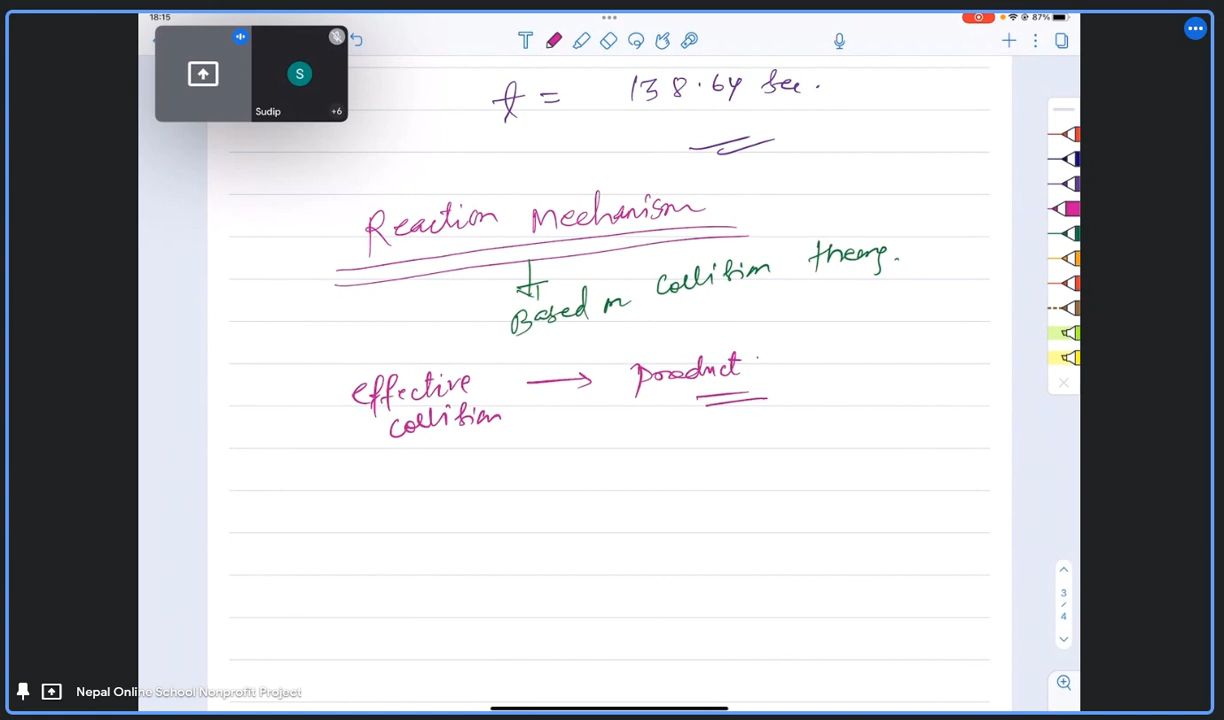 18:15
87%
T
S
Sudip
+6
t = 138.64 sec.
Reaction Mechanism
Based on collision theory.
effective → product
collision
3
4
Nepal Online School Nonprofit Project